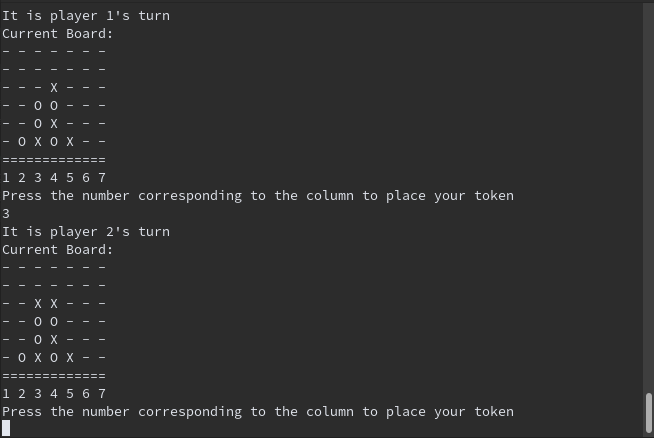 It is player 1's turn
Current Board:
- - - - - - -
- - - - - - -
- - - X - - -
- - O O - - -
- - O X - - -
- O X O X - -
=============
1 2 3 4 5 6 7
Press the number corresponding to the column to place your token
3
It is player 2's turn
Current Board:
- - - - - - -
- - - - - - -
- - X X - - -
- - O O - - -
- - O X - - -
- O X O X - -
=============
1 2 3 4 5 6 7
Press the number corresponding to the column to place your token